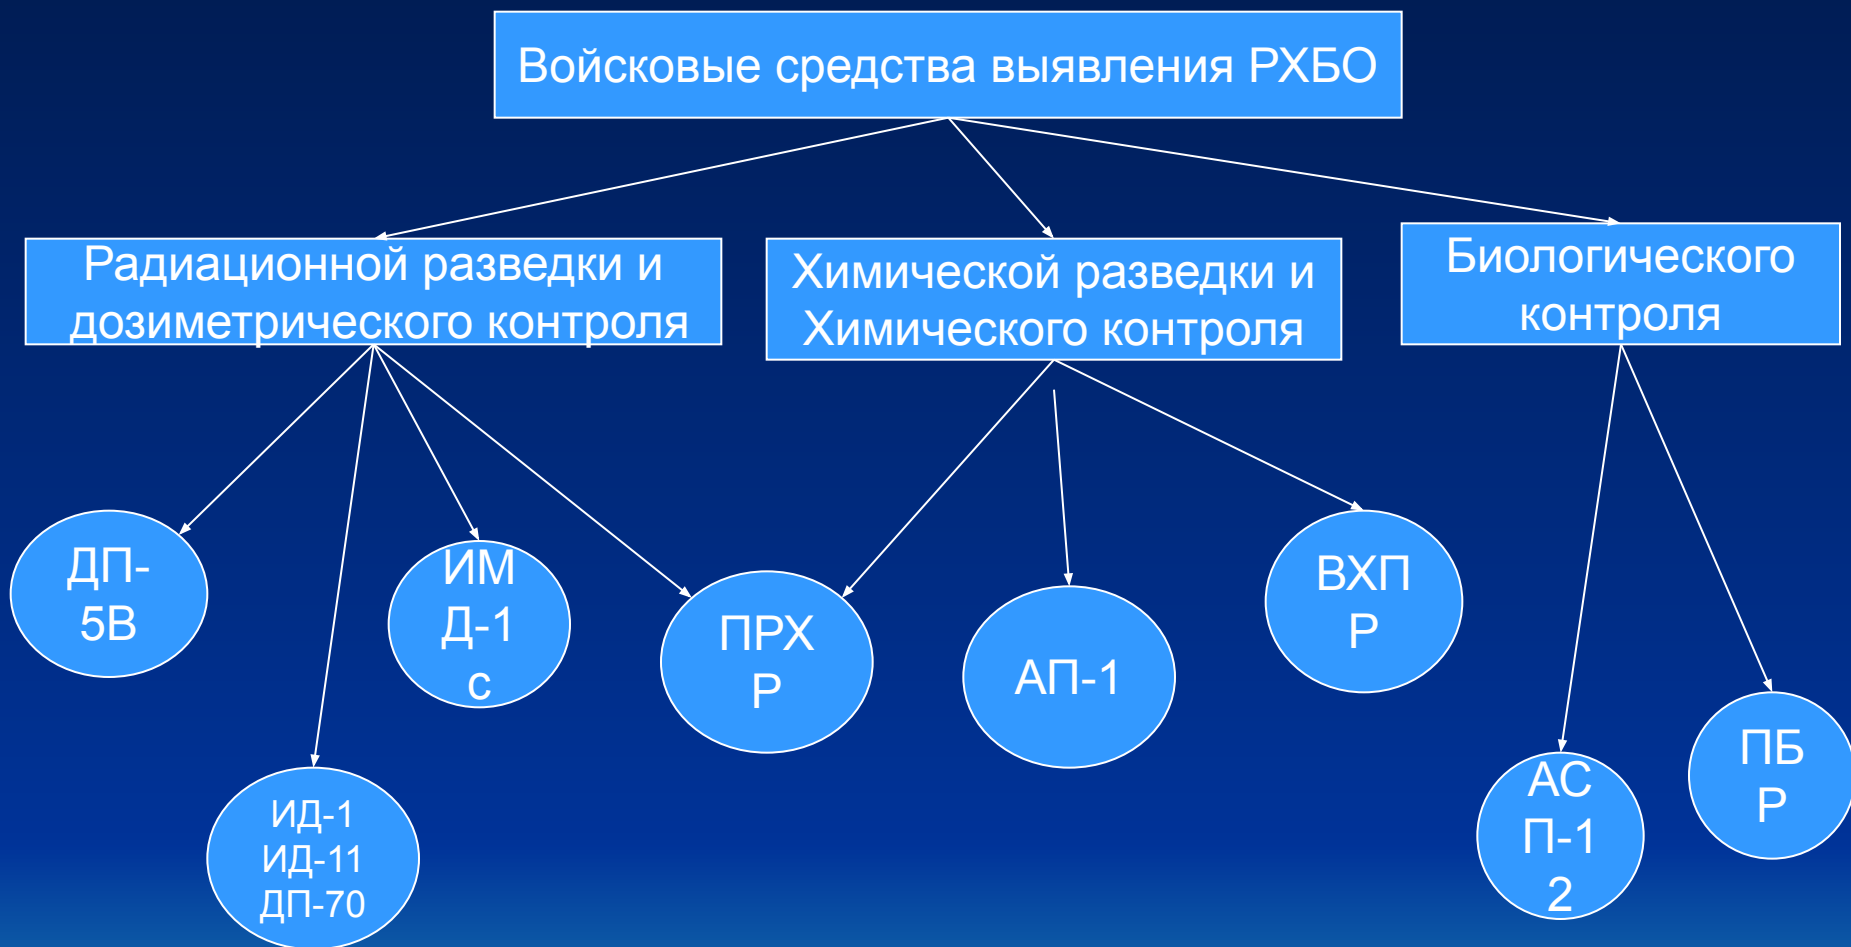 Войсковые средства выявления РХБО
Радиационной разведки и
дозиметрического контроля
Химической разведки и
Химического контроля
Биологического
контроля
ДП-
5В
ИМ
Д-1
с
ПРХ
Р
АП-1
ВХП
Р
ИД-1
ИД-11
ДП-70
АС
П-1
2
ПБ
Р